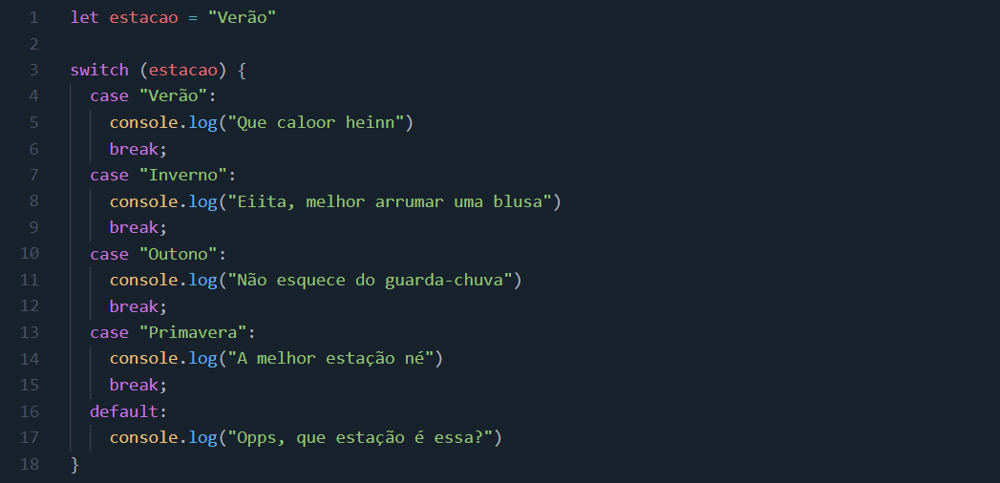 1 let estacao = "Verão"
2
3 switch (estacao) {
4 case "Verão":
5 console.log("Que caloor heinn")
6 break;
7 case "Inverno":
8 console.log("Eiita, melhor arrumar uma blusa")
9 break;
10 case "Outono":
11 console.log("Não esquece do guarda-chuva")
12 break;
13 case "Primavera":
14 console.log("A melhor estação né")
15 break;
16 default:
17 console.log("Opps, que estação é essa?")
18 }